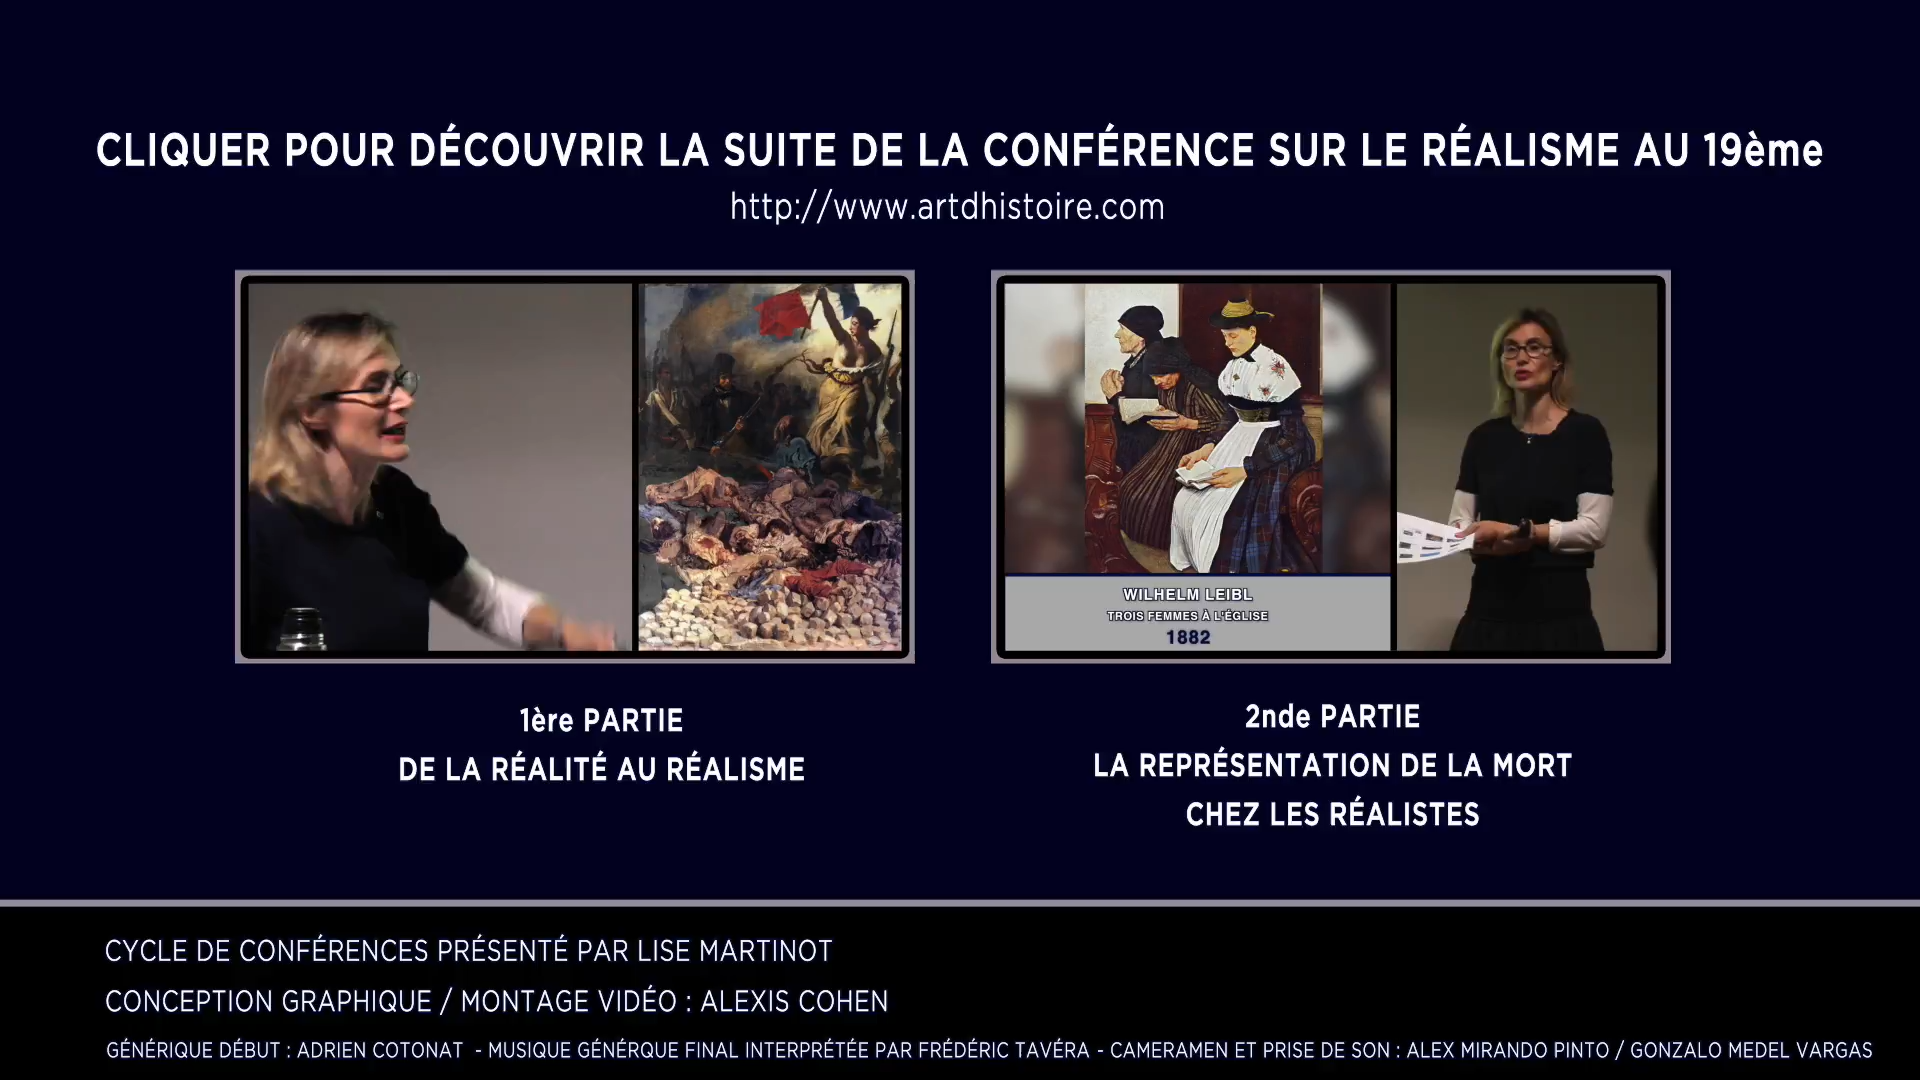 CLIQUER POUR DÉCOUVRIR LA SUITE DE LA CONFÉRENCE SUR LE RÉALISME AU 19ème
http://www.artdhistoire.com
WILHELM LEIBL
TROIS FEMMES À L'ÉGLISE
1882
1ère PARTIE
DE LA RÉALITÉ AU RÉALISME
2nde PARTIE
LA REPRÉSENTATION DE LA MORT
CHEZ LES RÉALISTES
CYCLE DE CONFÉRENCES PRÉSENTÉ PAR LISE MARTINOT
CONCEPTION GRAPHIQUE / MONTAGE VIDÉO : ALEXIS COHEN
GÉNÉRIQUE DÉBUT : ADRIEN COTONAT - MUSIQUE GÉNÉRQUE FINAL INTERPRÉTÉE PAR FRÉDÉRIC TAVÉRA - CAMERAMEN ET PRISE DE SON : ALEX MIRANDO PINTO / GONZALO MEDEL VARGAS